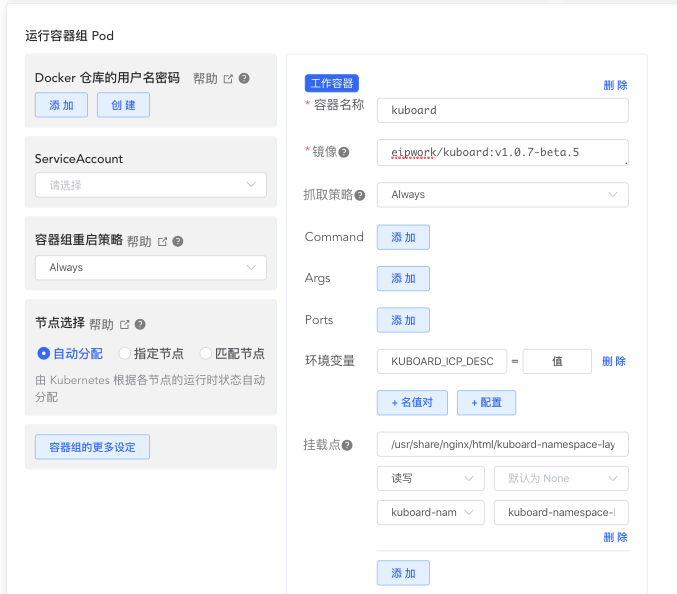 运行容器组 Pod
Docker 仓库的用户名密码 帮助
添 加 创 建
ServiceAccount
请选择
容器组重启策略 帮助
Always
节点选择 帮助
自动分配 指定节点 匹配节点
由 Kubernetes 根据各节点的运行时状态自动
分配
容器组的更多设定
工作容器
删 除
* 容器名称 kuboard
* 镜像 eipwork/kuboard:v1.0.7-beta.5
抓取策略 Always
Command 添 加
Args 添 加
Ports 添 加
环境变量 KUBOARD_ICP_DESC = 值 删 除
+ 名值对 + 配置
挂载点 /usr/share/nginx/html/kuboard-namespace-lay
读写 默认为 None
kuboard-nam kuboard-namespace-
删 除
添 加